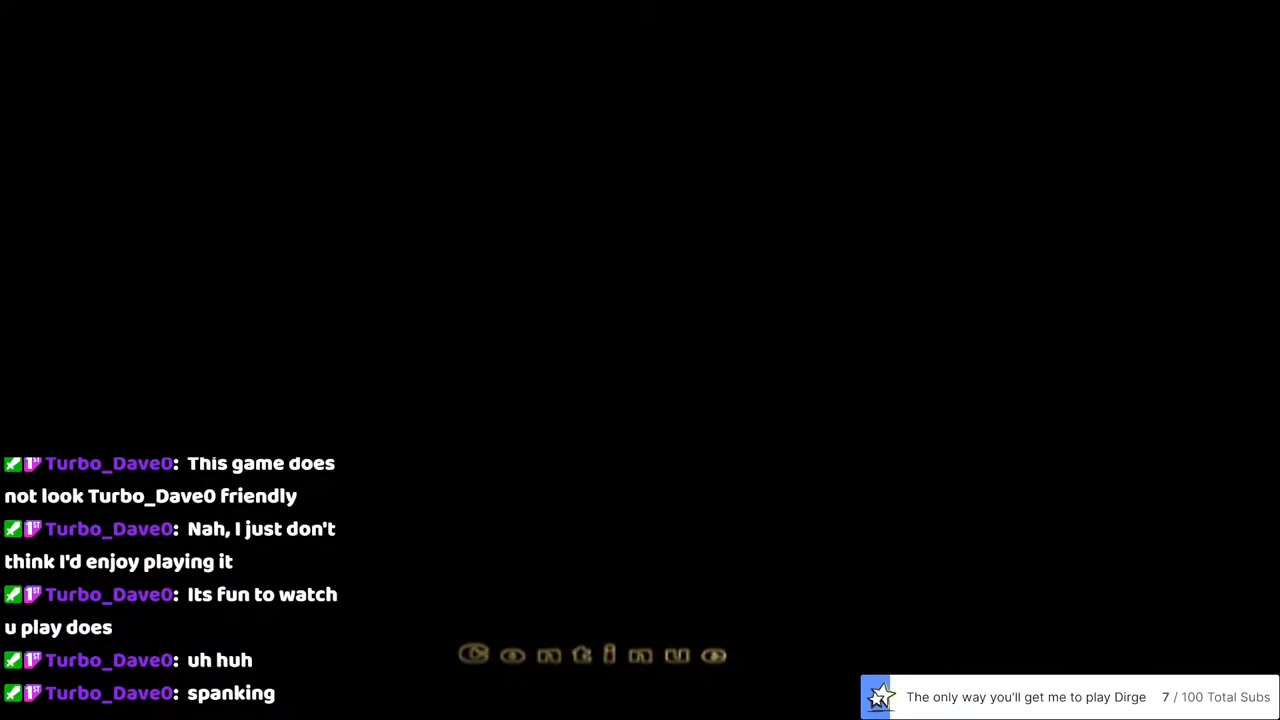 Turbo_Dave0: This game does
not look Turbo_Dave0 friendly
Turbo_Dave0: Nah, I just don't
think I'd enjoy playing it
Turbo_Dave0: Its fun to watch
u play does
Turbo_Dave0: uh huh
Continue
Turbo_Dave0: spanking
The only way you'll get me to play Dirge 7 / 100 Total Subs